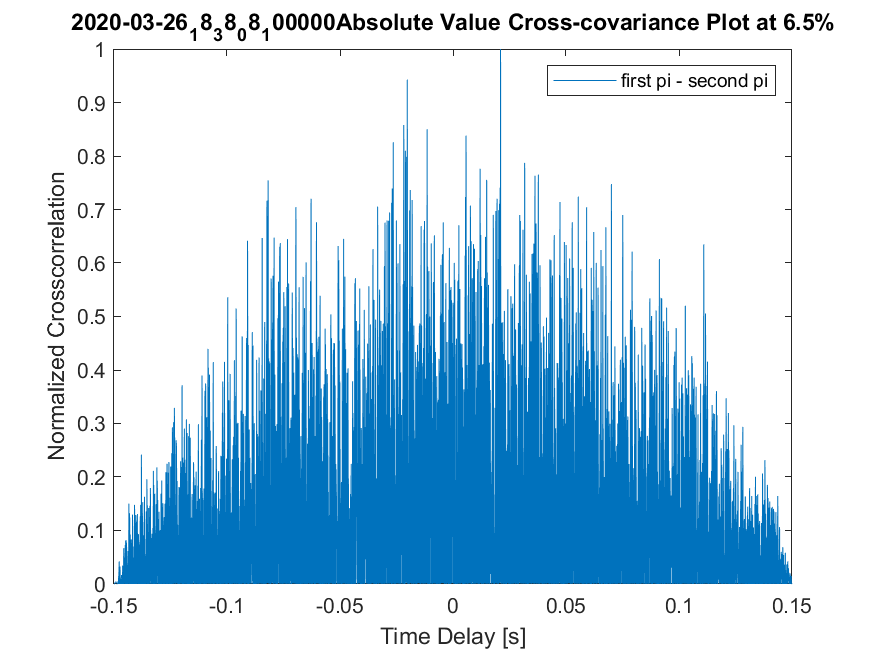 2020-03-26₁8₃8₀8₁00000Absolute Value Cross-covariance Plot at 6.5%
first pi - second pi
1
0.9
0.8
0.7
0.6
0.5
0.4
0.3
0.2
0.1
0
Normalized Crosscorrelation
-0.15 -0.1 -0.05 0 0.05 0.1 0.15
Time Delay [s]